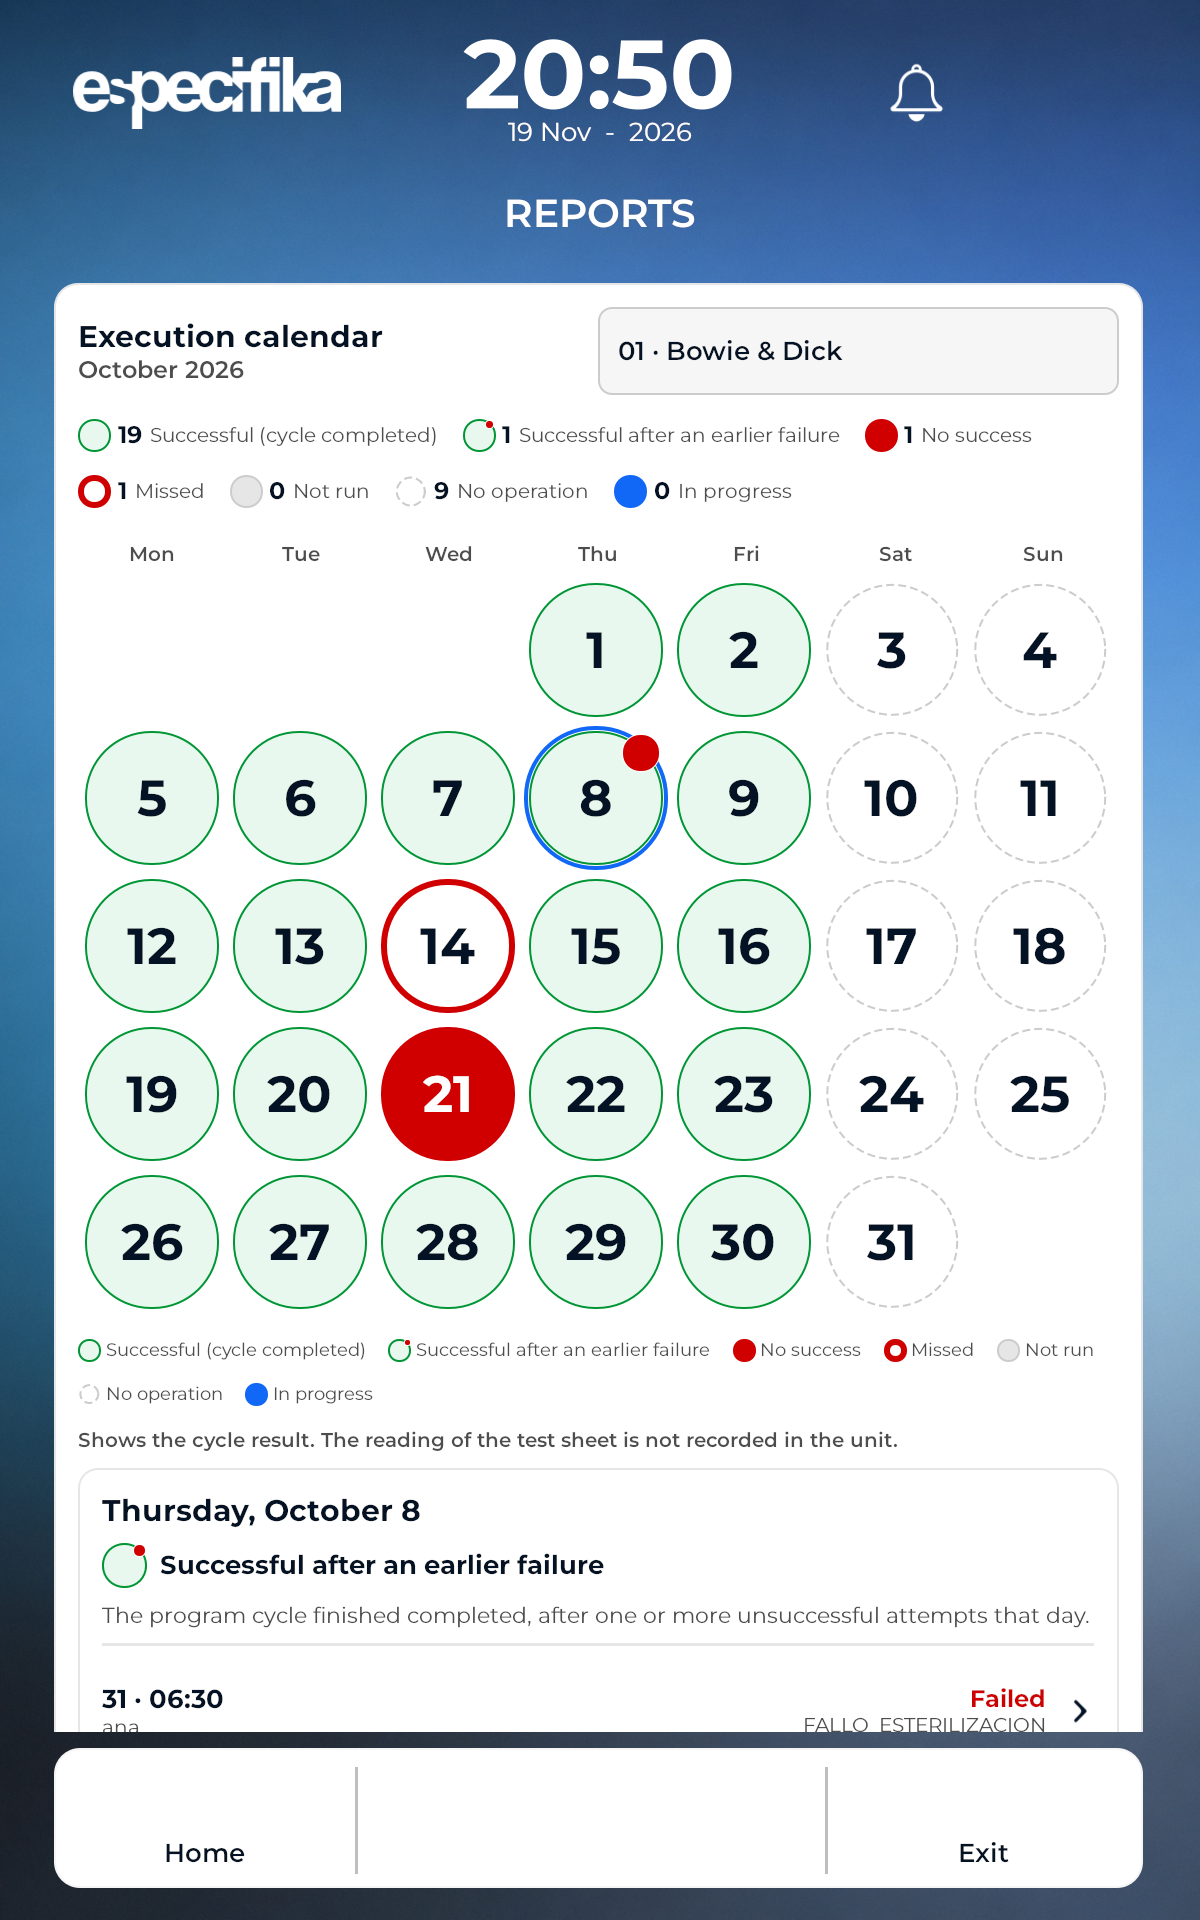 especifika
20:50
19 Nov - 2026
REPORTS
Execution calendar
October 2026
01 · Bowie & Dick
19 Successful (cycle completed) 1 Successful after an earlier failure 1 No success
1 Missed 0 Not run 9 No operation 0 In progress
Mon Tue Wed Thu Fri Sat Sun
1 2 3 4
5 6 7 8 9 10 11
12 13 14 15 16 17 18
19 20 21 22 23 24 25
26 27 28 29 30 31
Successful (cycle completed) Successful after an earlier failure No success Missed Not run
No operation In progress
Shows the cycle result. The reading of the test sheet is not recorded in the unit.
Thursday, October 8
Successful after an earlier failure
The program cycle finished completed, after one or more unsuccessful attempts that day.
31 · 06:30 Failed
ana FALLO_ESTERILIZACION
Home Exit